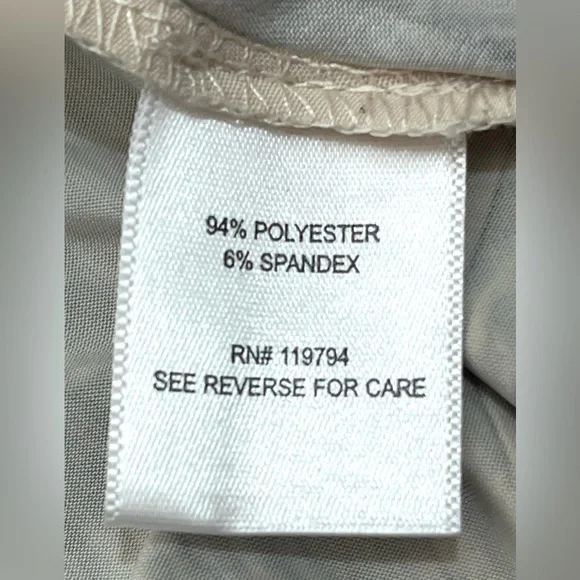 94% POLYESTER
6% SPANDEX
RN# 119794
SEE REVERSE FOR CARE